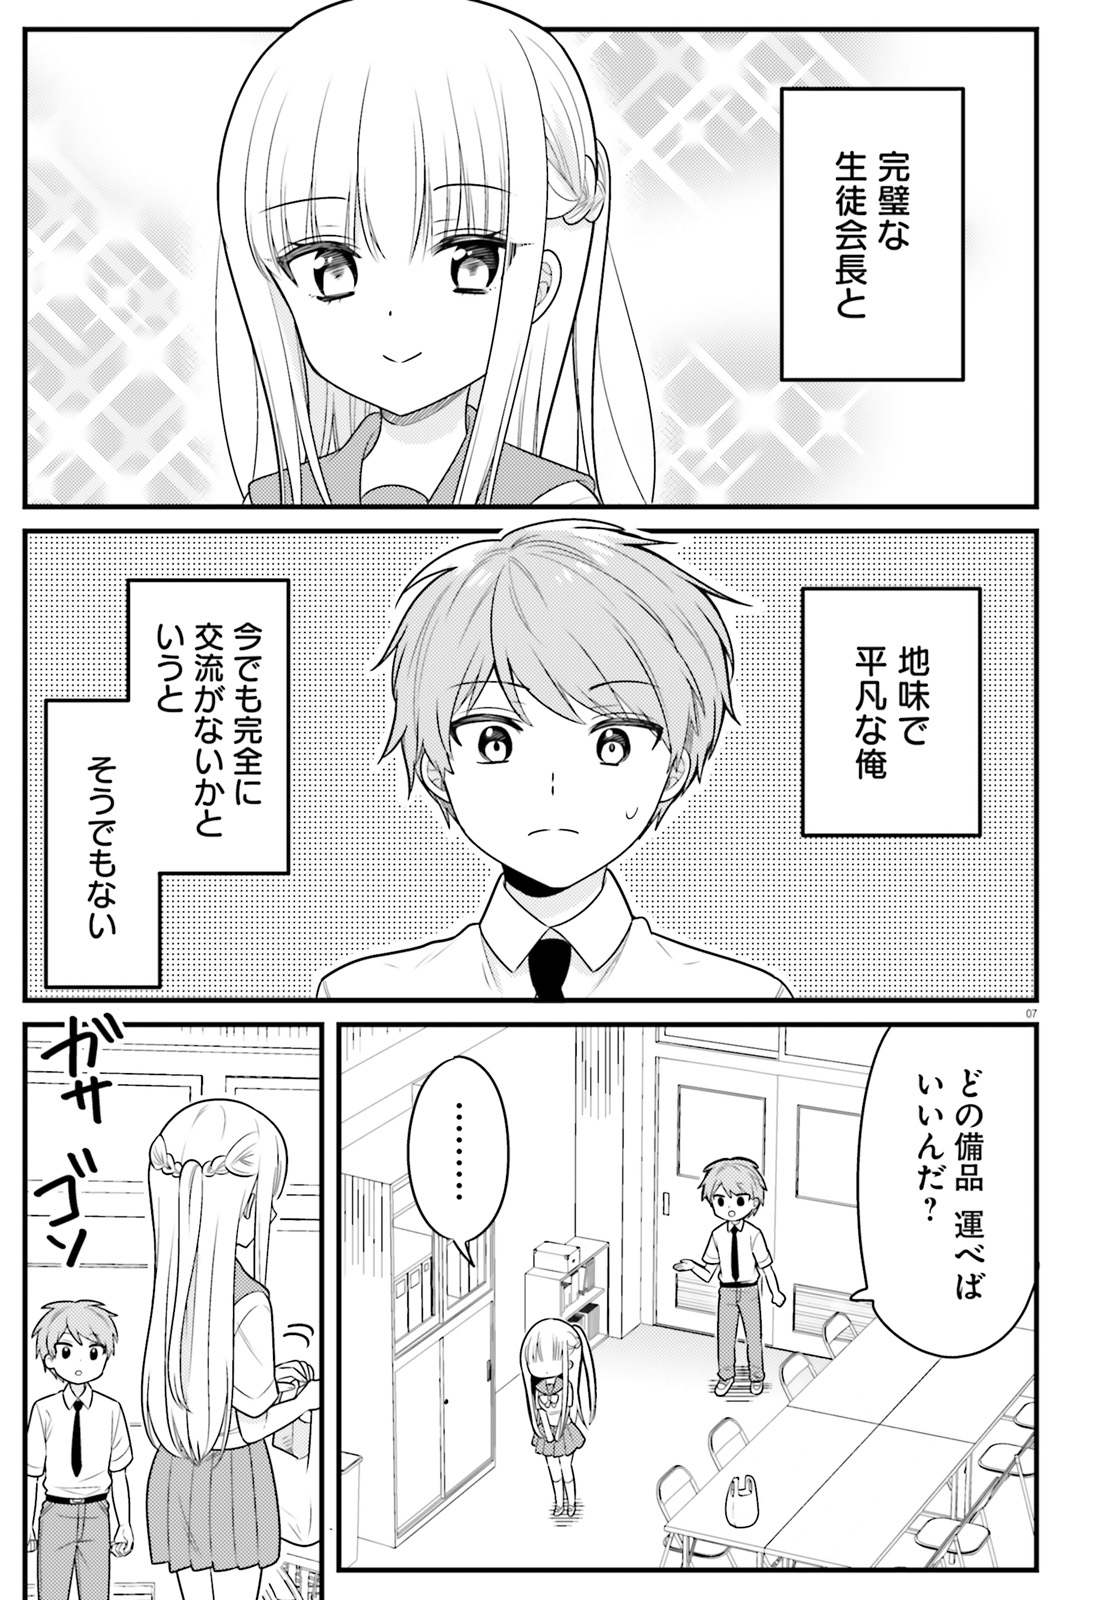 完璧な
生徒会長と
地味で
平凡な俺
今でも完全に
交流がないかと
いうと
そうでもない
07
どの備品 運べば
いいんだ?
………
ガサ
ゴソ